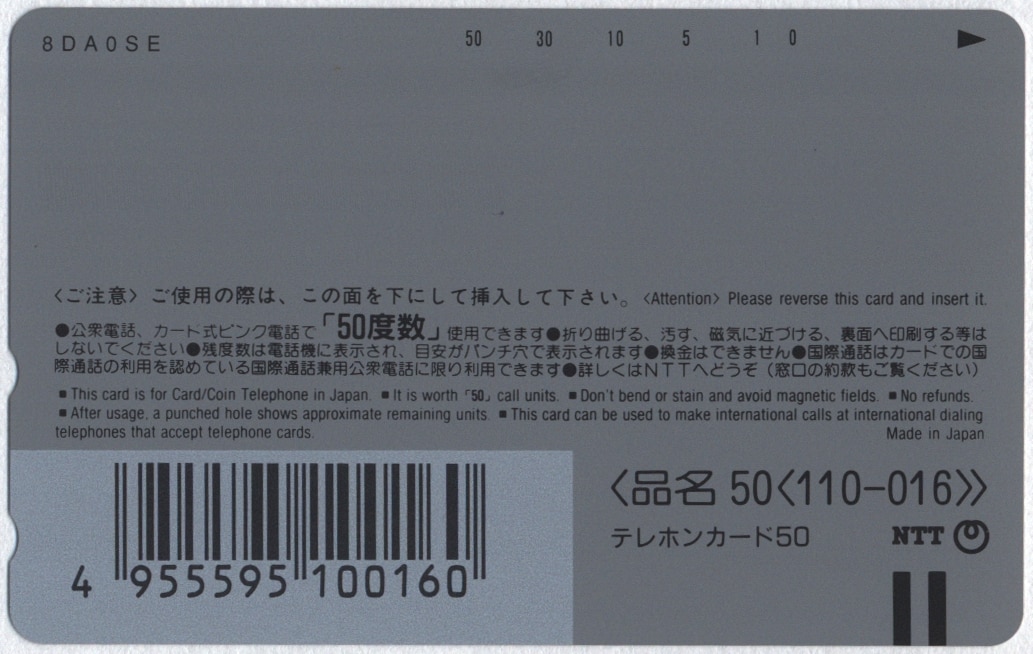 8DA0SE 50 30 10 5 1 0 ▶
〈ご注意〉ご使用の際は、この面を下にして挿入して下さい。〈Attention〉Please reverse this card and insert it.
●公衆電話、カード式ピンク電話で「50度数」使用できます●折り曲げる、汚す、磁気に近づける、裏面へ印刷する等は
しないでください●残度数は電話機に表示され、目安がパンチ穴で表示されます●換金はできません●国際通話はカードでの国
際通話の利用を認めている国際通話兼用公衆電話に限り利用できます●詳しくはNTTへどうぞ（窓口の約款もご覧ください）
■ This card is for Card/Coin Telephone in Japan. ■ It is worth「50」call units. ■ Don't bend or stain and avoid magnetic fields. ■ No refunds.
■ After usage, a punched hole shows approximate remaining units. ■ This card can be used to make international calls at international dialing
telephones that accept telephone cards. Made in Japan
〈品名 50〈110-016〉〉
テレホンカード50 NTT
4 955595 100160